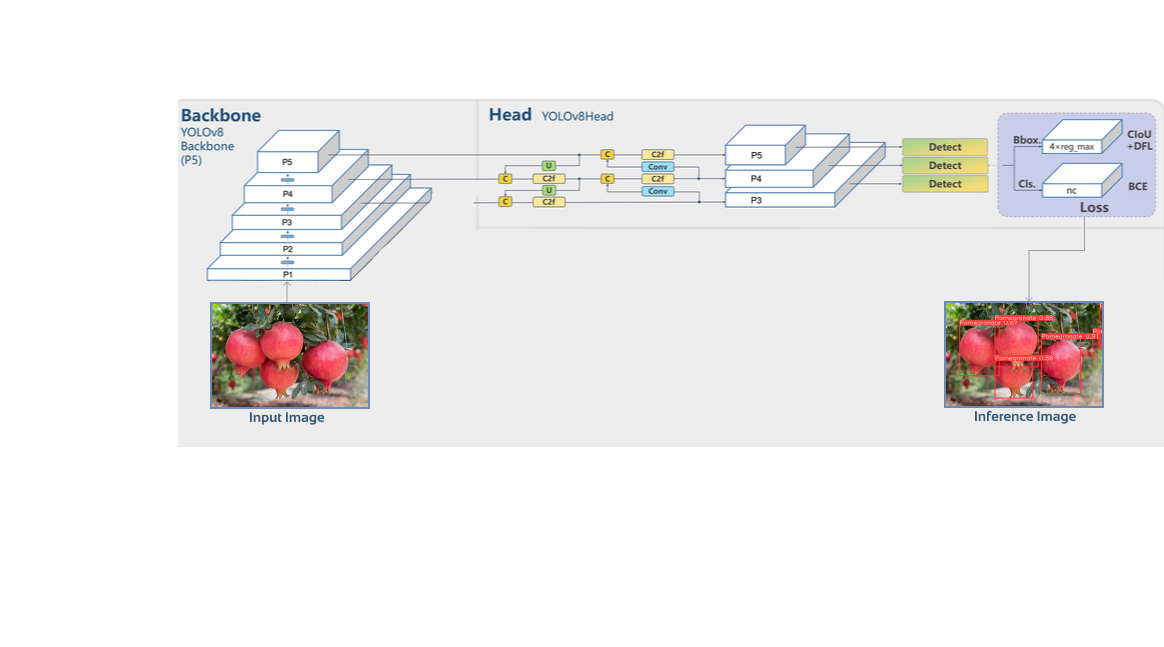 Backbone
YOLOv8
Backbone
(P5)
P5
P4
P3
P2
P1
Input Image
Head YOLOv8Head
C C2f
U Conv
C C2f C C2f
U Conv
C C2f
P5
P4
P3
Detect
Detect
Detect
Bbox.
4×reg_max
CIoU
+DFL
Cls.
nc
BCE
Loss
Pomegranate 0.88
Pomegranate 0.87
Pomegranate 0.91
Pomegranate 0.88
Inference Image